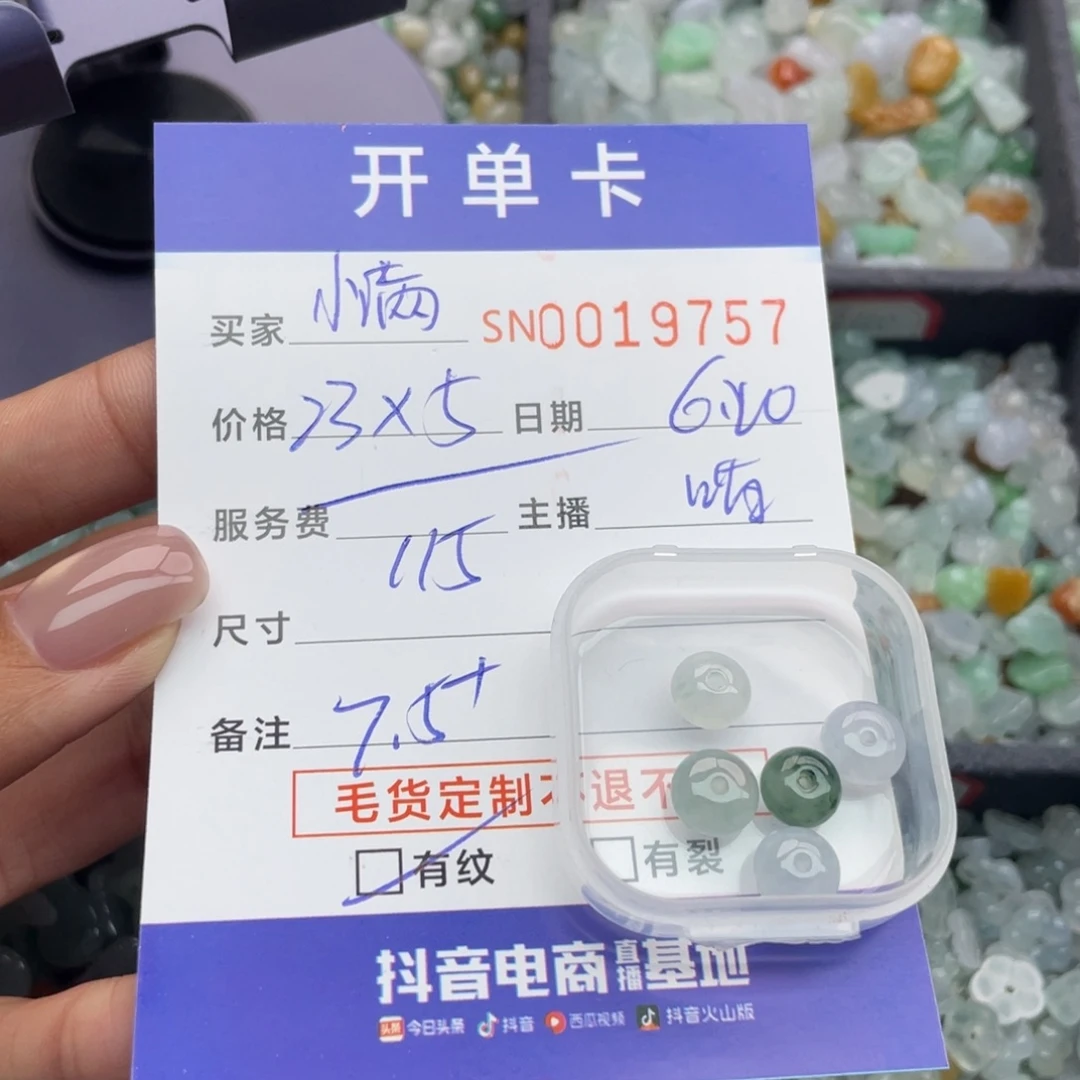 开单卡
买家 小满 SN0019757
价格 23×5 日期 6.20
服务费 115 主播 晴
尺寸
备注 7.5+
毛货定制不退不
有纹 有裂
抖音电商直播基地
头条 今日头条 抖音 西瓜视频 抖音火山版